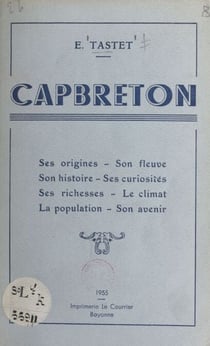 E. TASTET
CAPBRETON
Ses origines - Son fleuve
Son histoire - Ses curiosités
Ses richesses - Le climat
La population - Son avenir
1955
Imprimerie Le Courrier
Bayonne